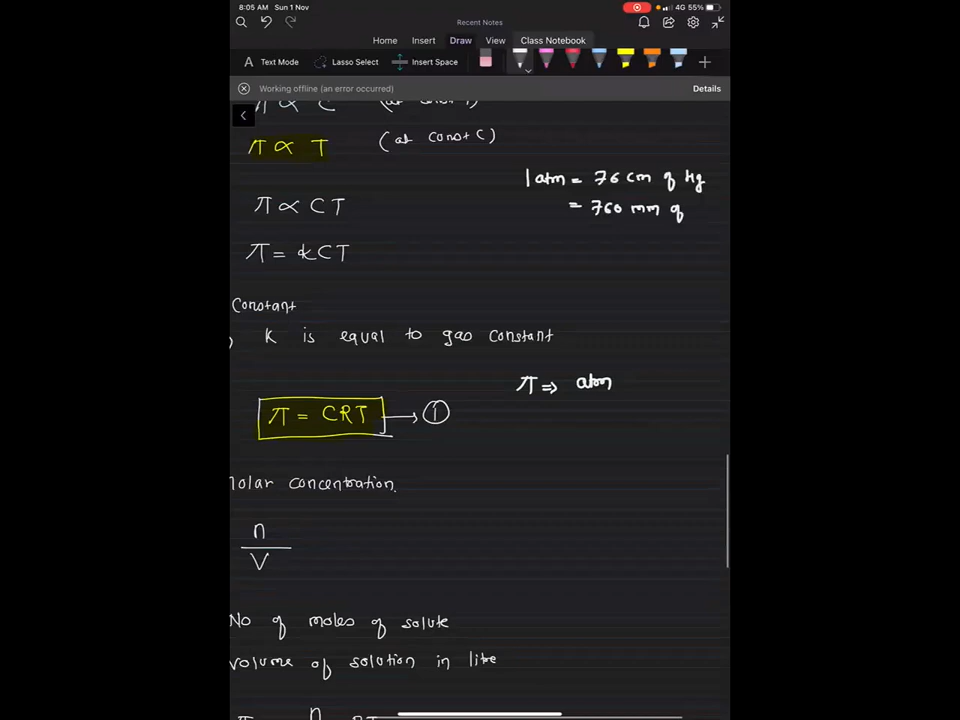 8:05 AM Sun 1 Nov
4G 55%
Recent Notes
Home Insert Draw View Class Notebook
Text Mode Lasso Select Insert Space
Working offline (an error occurred) Details
π ∝ T (at const C)
1 atm = 76 cm of Hg
= 760 mm of
π ∝ CT
π = kCT
Constant
K is equal to gas constant
π ⇒ atm
π = CRT → ①
molar concentration.
n
V
No of moles of solute
volume of solution in litre
n